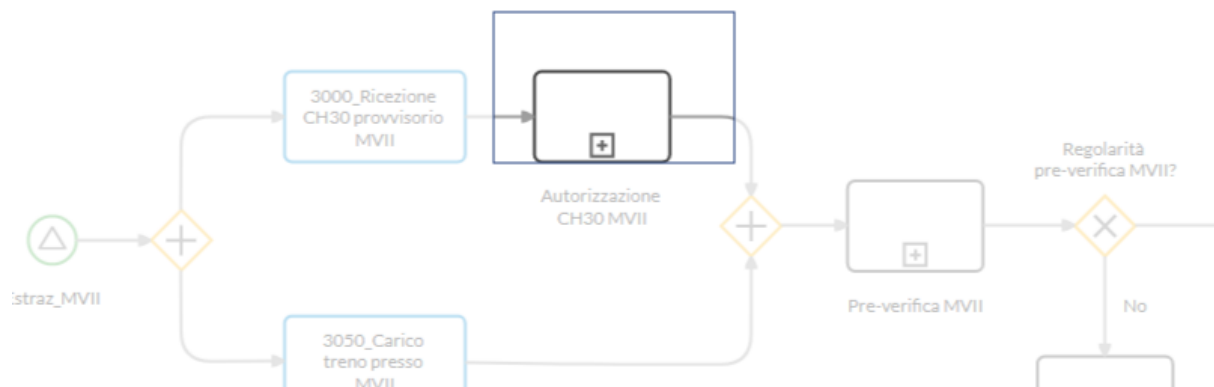 3000_Ricezione
CH30 provvisorio
MVII
Autorizzazione
CH30 MVII
Regolarità
pre-verifica MVII?
straz_MVII
Pre-verifica MVII
No
3050_Carico
treno presso
MVII